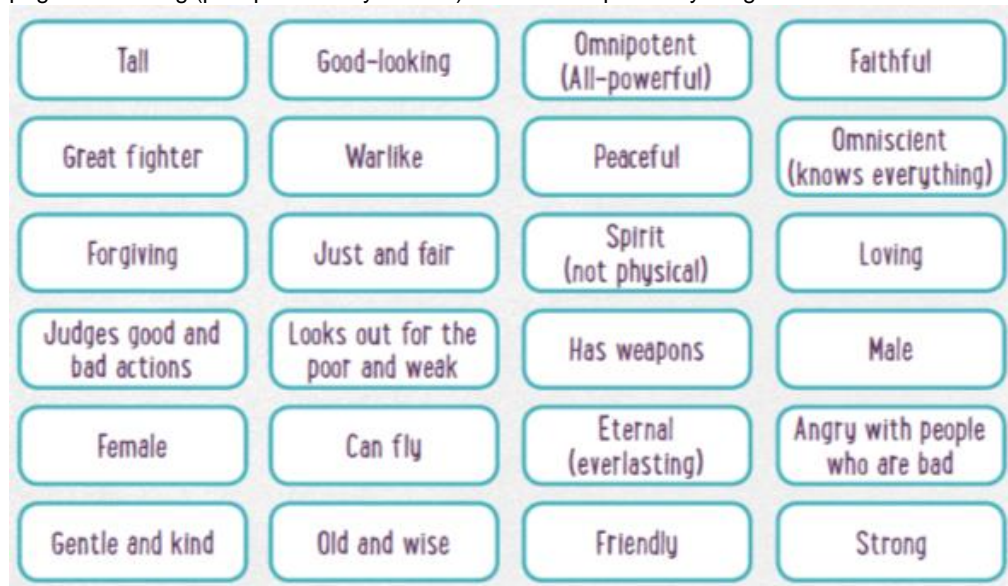 Tall
Good-looking
Omnipotent
(All-powerful)
Faithful
Great fighter
Warlike
Peaceful
Omniscient
(knows everything)
Forgiving
Just and fair
Spirit
(not physical)
Loving
Judges good and
bad actions
Looks out for the
poor and weak
Has weapons
Male
Female
Can fly
Eternal
(everlasting)
Angry with people
who are bad
Gentle and kind
Old and wise
Friendly
Strong